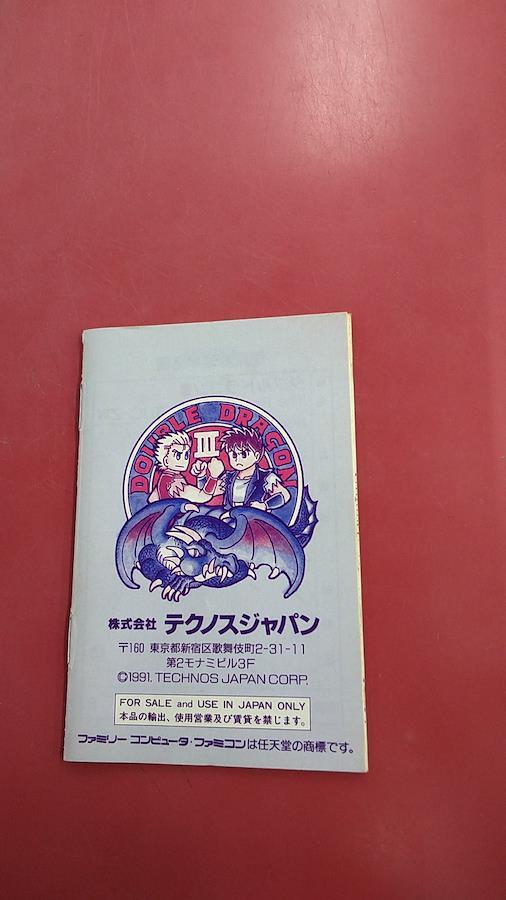 DOUBLE DRAGON
III
株式会社 テクノスジャパン
〒160 東京都新宿区歌舞伎町2-31-11
第2モナミビル3F
©1991. TECHNOS JAPAN CORP.
FOR SALE and USE IN JAPAN ONLY
本品の輸出、使用営業及び賃貸を禁じます。
ファミリー コンピュータ・ファミコンは任天堂の商標です。